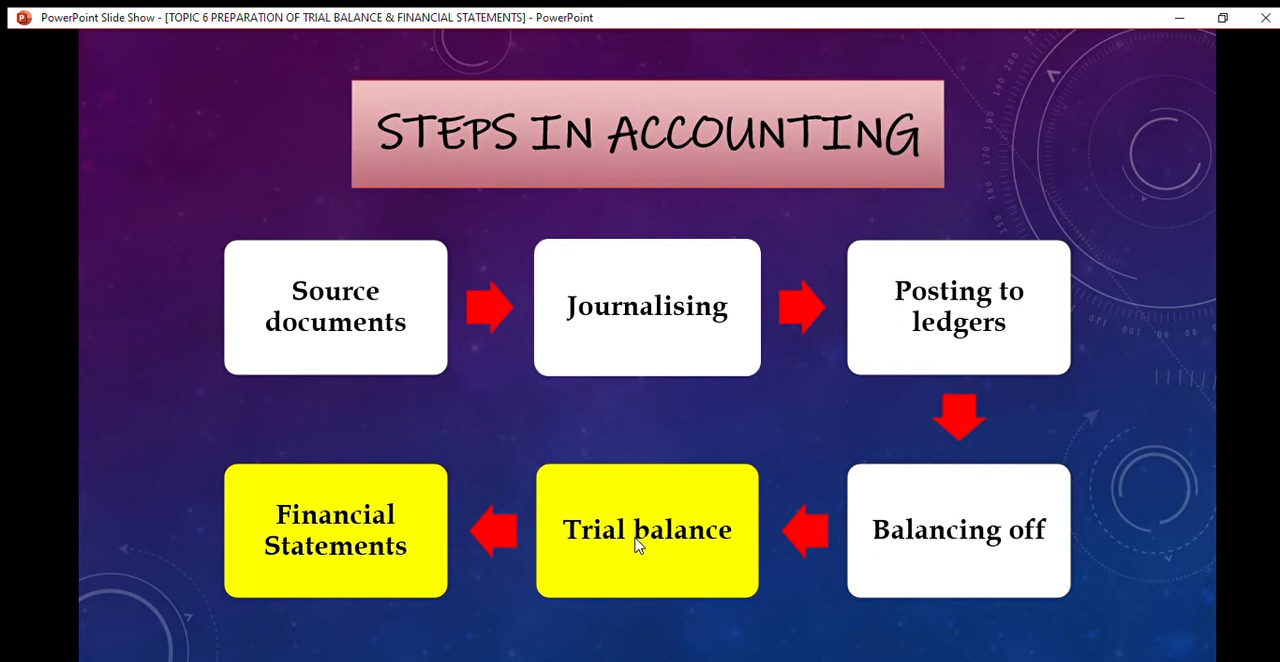 PowerPoint Slide Show - [TOPIC 6 PREPARATION OF TRIAL BALANCE & FINANCIAL STATEMENTS] - PowerPoint
STEPS IN ACCOUNTING
Source
documents
Journalising
Posting to
ledgers
Balancing off
Trial balance
Financial
Statements